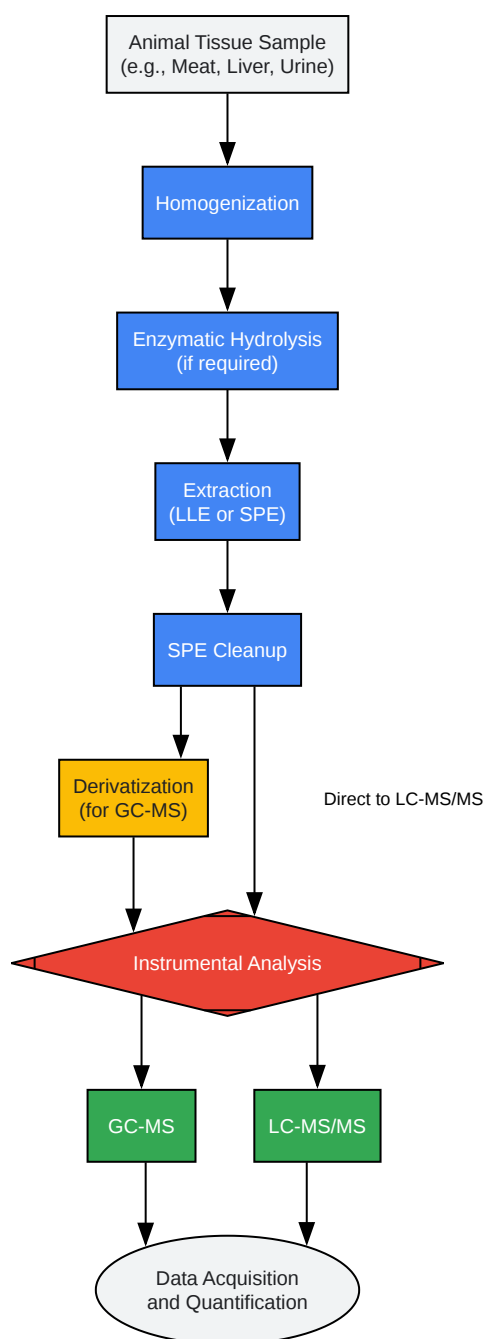 Animal Tissue Sample
(e.g., Meat, Liver, Urine)
Homogenization
Enzymatic Hydrolysis
(if required)
Extraction
(LLE or SPE)
SPE Cleanup
Derivatization
(for GC-MS)
Direct to LC-MS/MS
Instrumental Analysis
GC-MS
LC-MS/MS
Data Acquisition
and Quantification